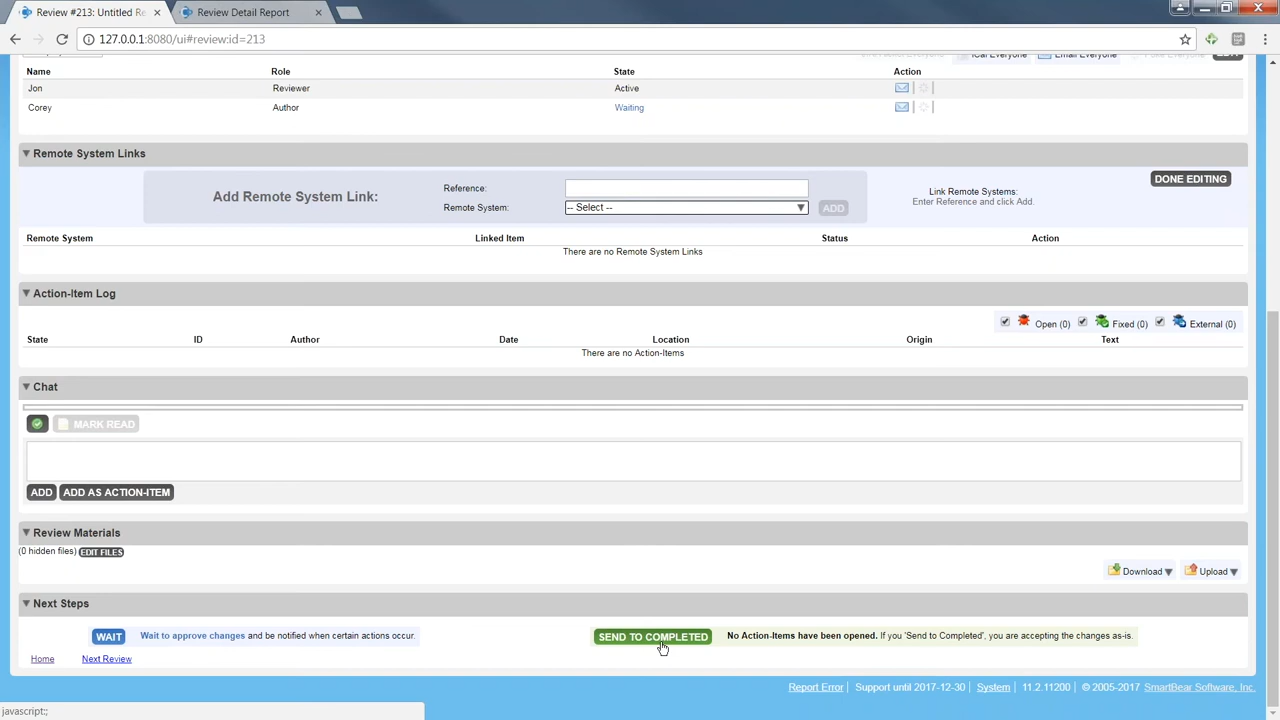 Review #213: Untitled Re
Review Detail Report
127.0.0.1:8080/ui#review:id=213
iCal Everyone
Email Everyone
Poke Everyone
EDIT
Name Role State Action
Jon Reviewer Active
Corey Author Waiting
Remote System Links
Add Remote System Link:
Reference:
Remote System: -- Select -- ADD
Link Remote Systems:
Enter Reference and click Add.
DONE EDITING
Remote System Linked Item Status Action
There are no Remote System Links
Action-Item Log
Open (0) Fixed (0) External (0)
State ID Author Date Location Origin Text
There are no Action-Items
Chat
MARK READ
ADD ADD AS ACTION-ITEM
Review Materials
(0 hidden files) EDIT FILES
Download Upload
Next Steps
WAIT Wait to approve changes and be notified when certain actions occur.
SEND TO COMPLETED No Action-Items have been opened. If you 'Send to Completed', you are accepting the changes as-is.
Home Next Review
Report Error Support until 2017-12-30 System 11.2.11200 © 2005-2017 SmartBear Software, Inc.
javascript:;